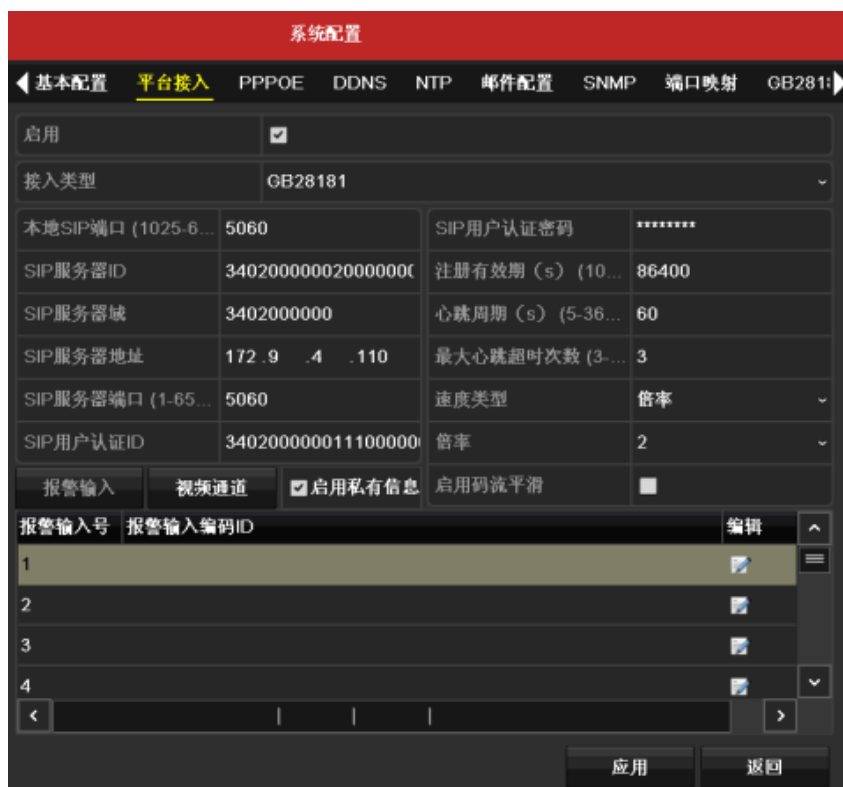 系统配置
基本配置 平台接入 PPPOE DDNS NTP 邮件配置 SNMP 端口映射 GB2818
启用
接入类型 GB28181
本地SIP端口 (1025-6... 5060 SIP用户认证密码 ********
SIP服务器ID 34020000002000000 注册有效期（s） (10... 86400
SIP服务器域 3402000000 心跳周期（s） (5-36... 60
SIP服务器地址 172 .9 .4 .110 最大心跳超时次数 (3-... 3
SIP服务器端口 (1-65... 5060 速度类型 倍率
SIP用户认证ID 34020000001110000 倍率 2
报警输入 视频通道 启用私有信息 启用码流平滑
报警输入号 报警输入编码ID 编辑
1
2
3
4
应用 返回